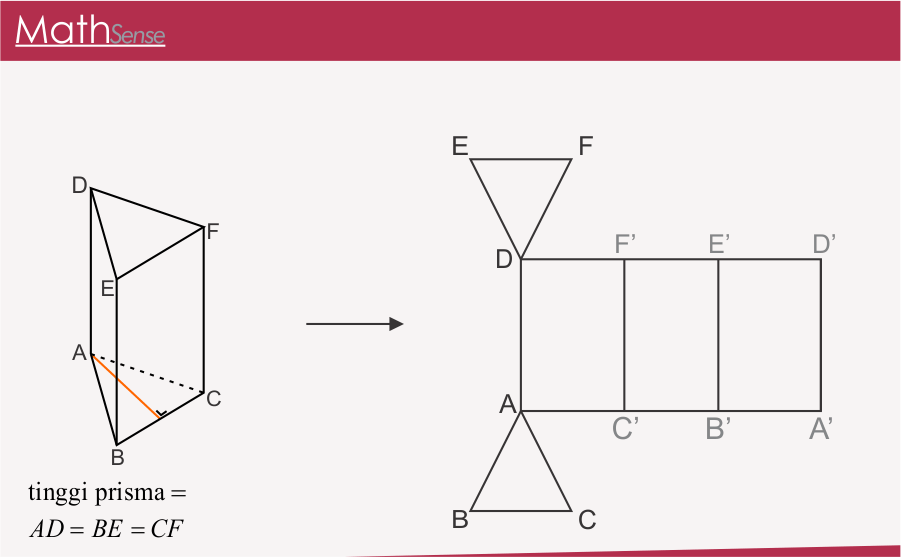 MathSense
D
F
E
A
C
B
tinggi prisma =
AD = BE = CF
E F
D F’ E’ D’
A C’ B’ A’
B C